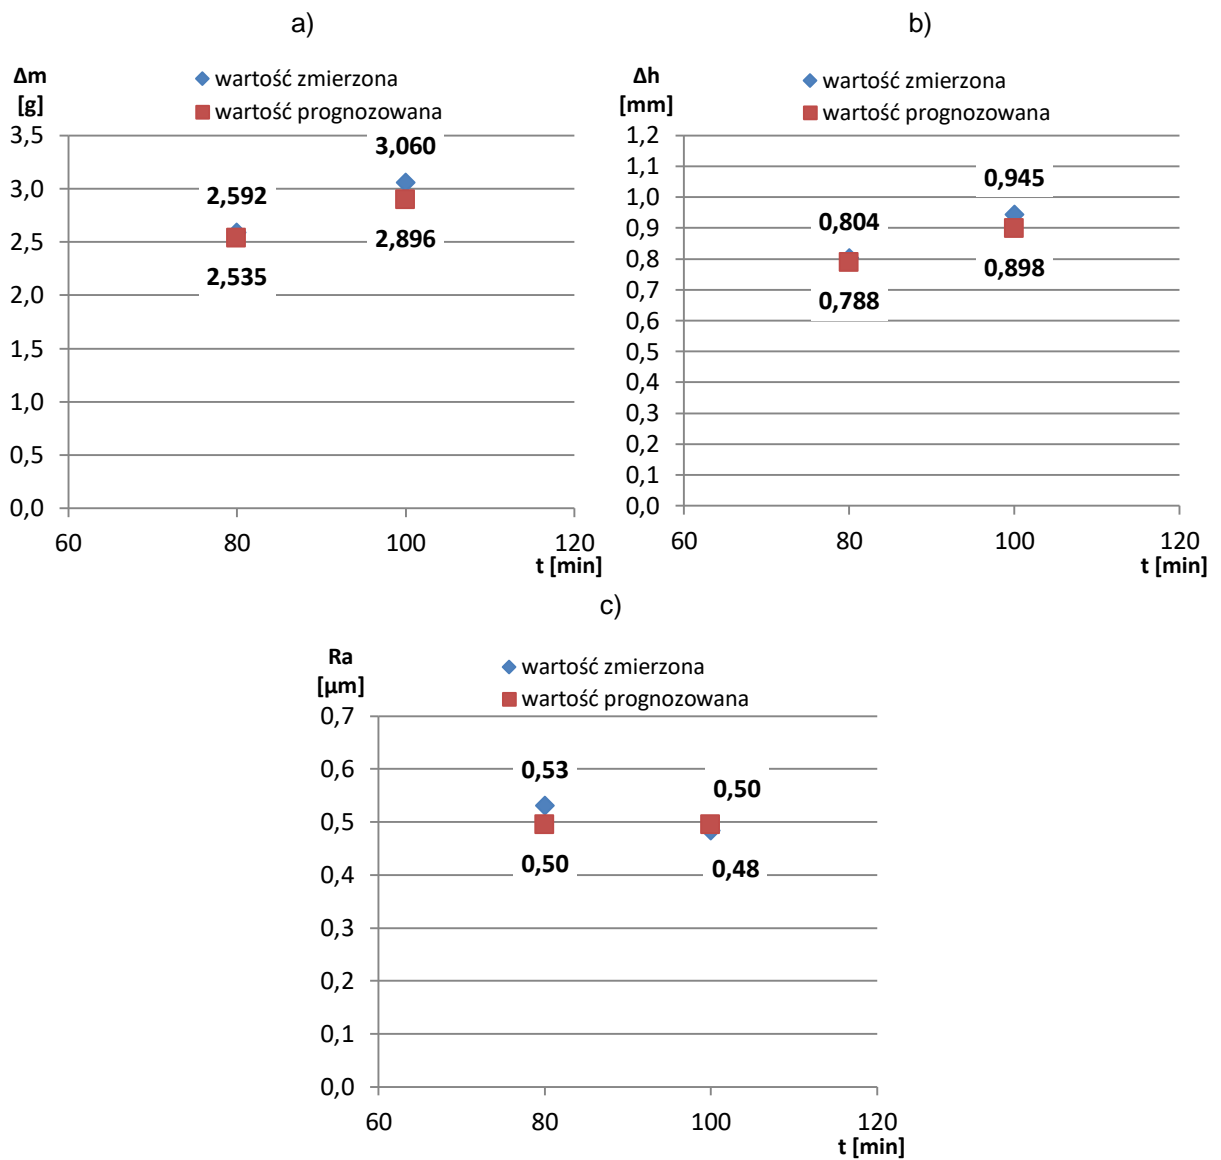 a)
Δm
[g]
wartość zmierzona
wartość prognozowana
3,5
3,0
2,5
2,0
1,5
1,0
0,5
0,0
2,592
2,535
3,060
2,896
60
80
100
120
t [min]
b)
Δh
[mm]
wartość zmierzona
wartość prognozowana
1,2
1,1
1,0
0,9
0,8
0,7
0,6
0,5
0,4
0,3
0,2
0,1
0,0
0,804
0,788
0,945
0,898
60
80
100
120
t [min]
c)
Ra
[µm]
wartość zmierzona
wartość prognozowana
0,7
0,6
0,5
0,4
0,3
0,2
0,1
0,0
0,53
0,50
0,50
0,48
60
80
100
120
t [min]